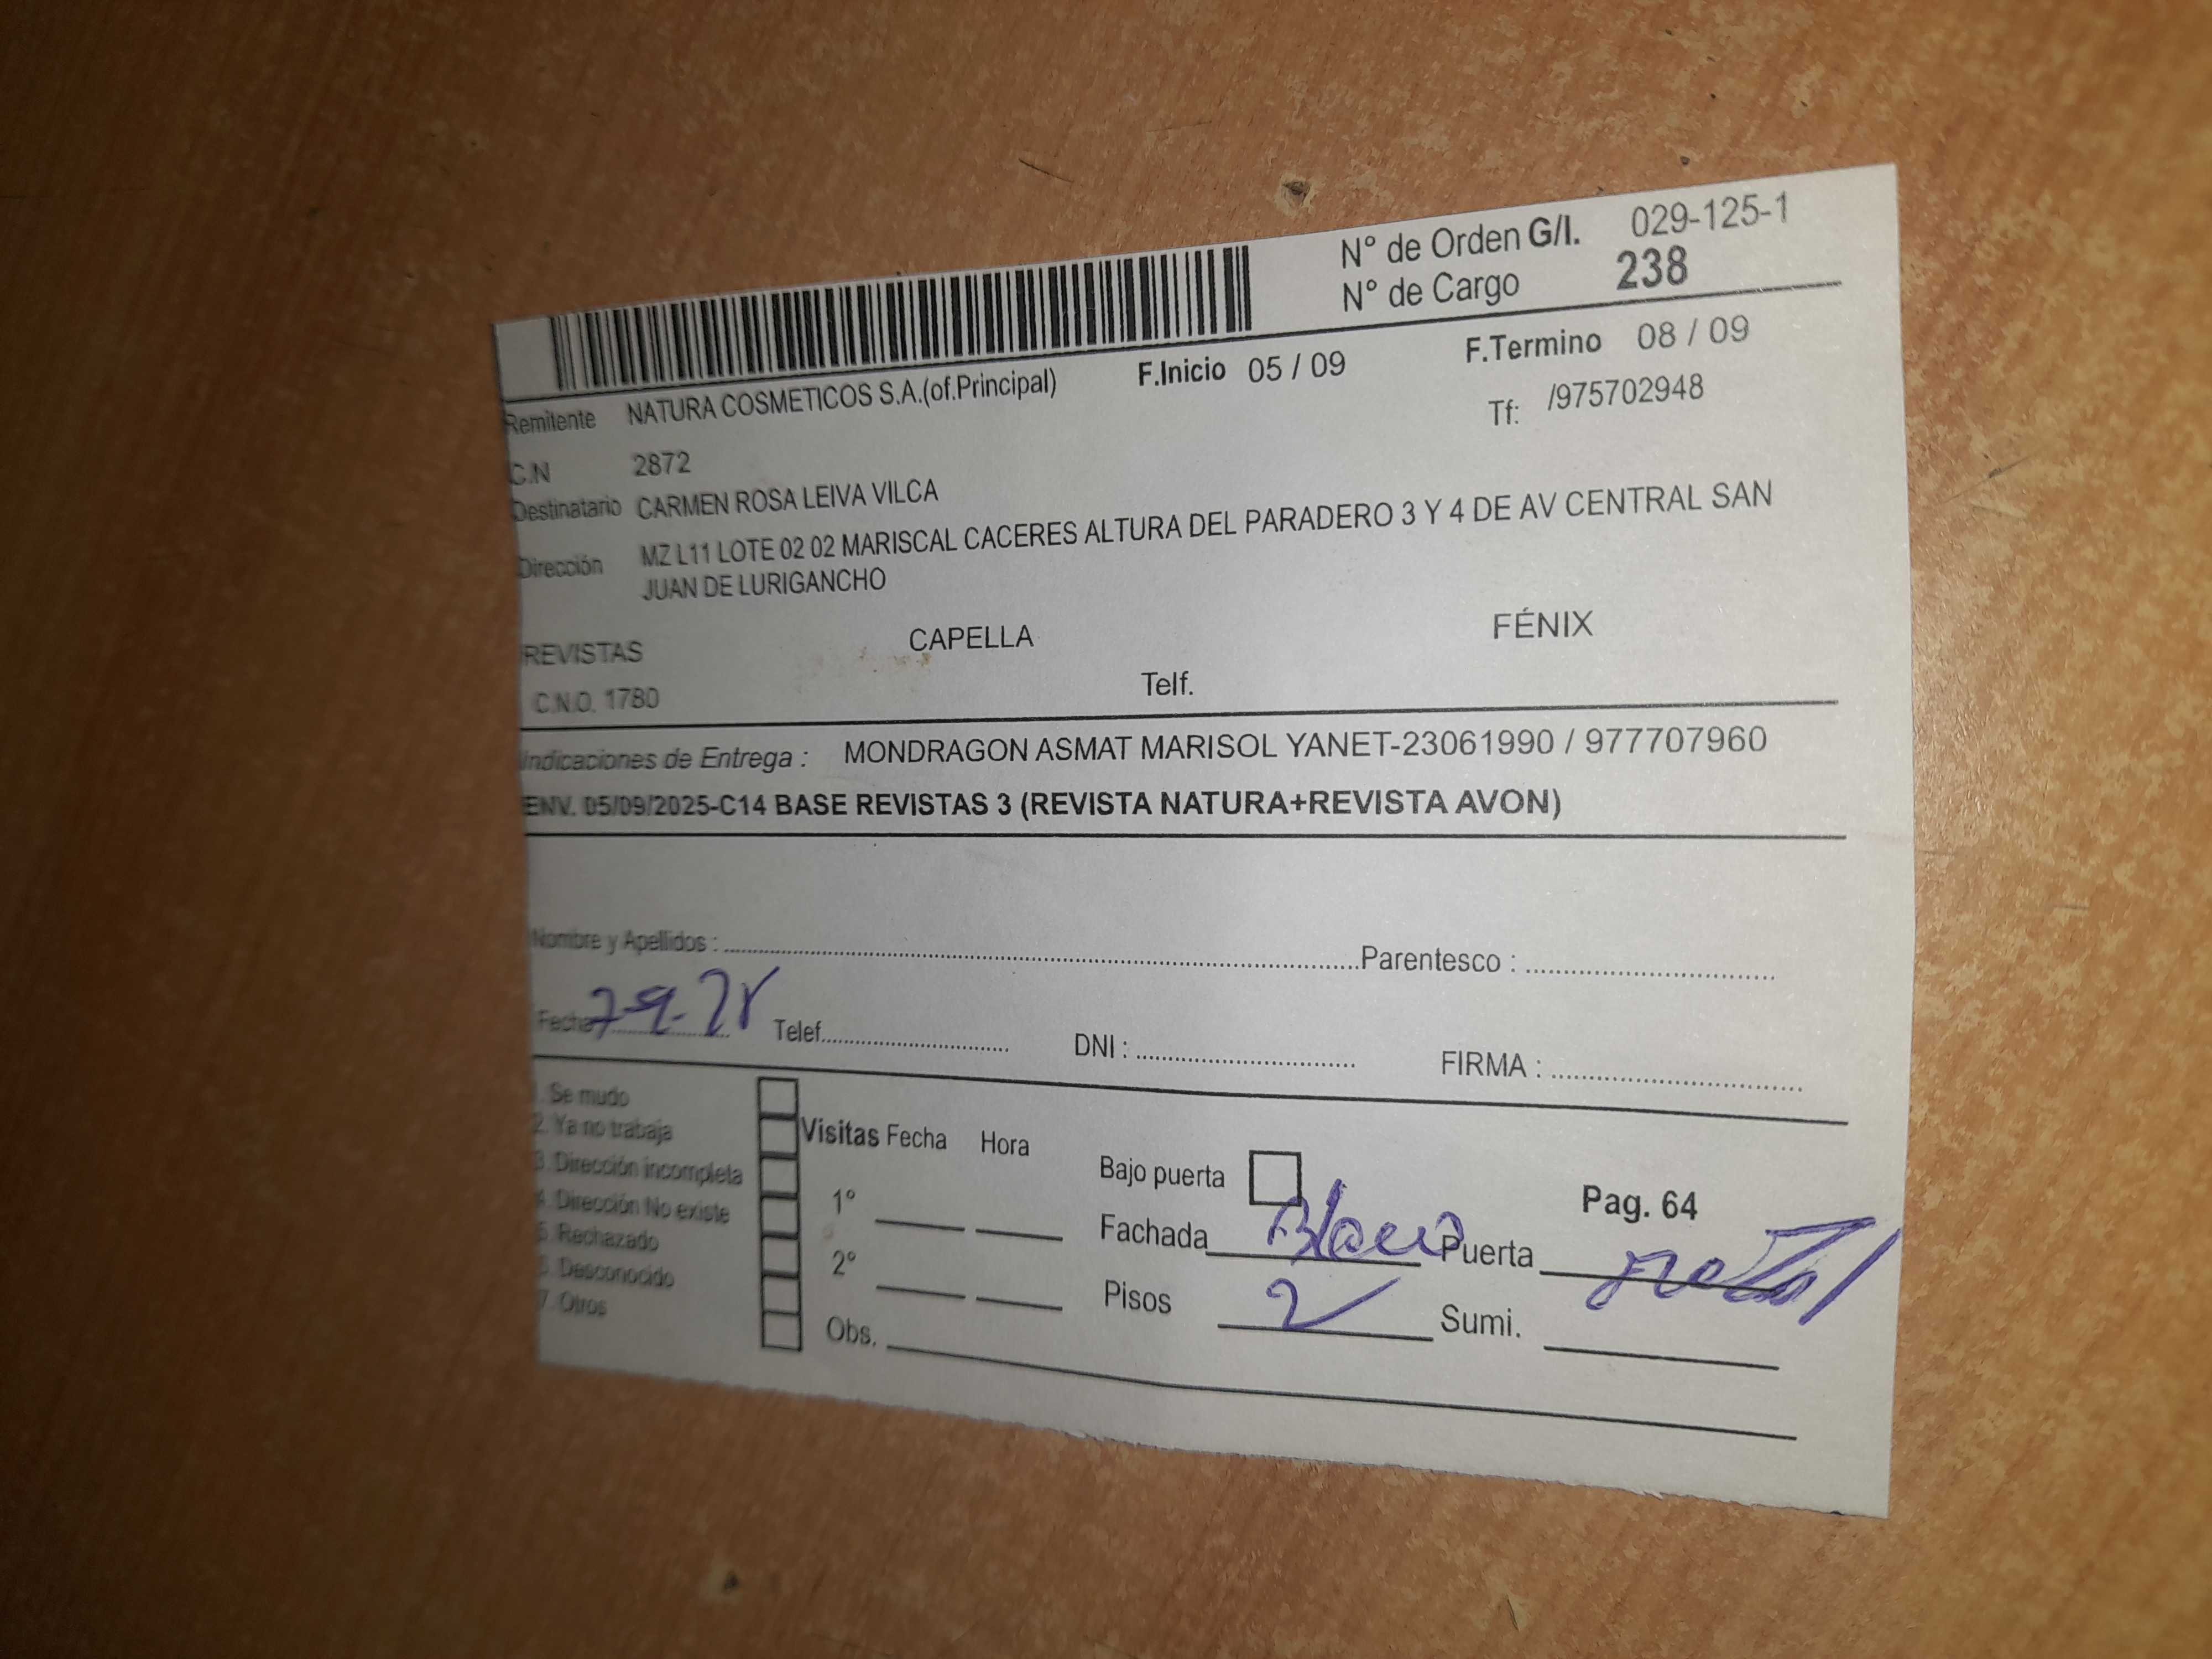 N° de Orden G/I. 029-125-1
N° de Cargo 238
F.Inicio 05 / 09 F.Termino 08 / 09
Remitente NATURA COSMETICOS S.A.(of.Principal) Tf: /975702948
C.N 2872
Destinatario CARMEN ROSA LEIVA VILCA
Dirección MZ L11 LOTE 02 02 MARISCAL CACERES ALTURA DEL PARADERO 3 Y 4 DE AV CENTRAL SAN
JUAN DE LURIGANCHO
REVISTAS CAPELLA FÉNIX
C.N.O. 1780 Telf.
Indicaciones de Entrega : MONDRAGON ASMAT MARISOL YANET-23061990 / 977707960
ENV. 05/09/2025-C14 BASE REVISTAS 3 (REVISTA NATURA+REVISTA AVON)
Nombre y Apellidos : Parentesco :
Fecha Telef. DNI : FIRMA :
1. Se mudo
2. Ya no trabaja Visitas Fecha Hora
3. Dirección incompleta Bajo puerta Pag. 64
4. Dirección No existe 1° Fachada Puerta
5. Rechazado
6. Desconocido 2° Pisos 2 Sumi.
7. Otros Obs.